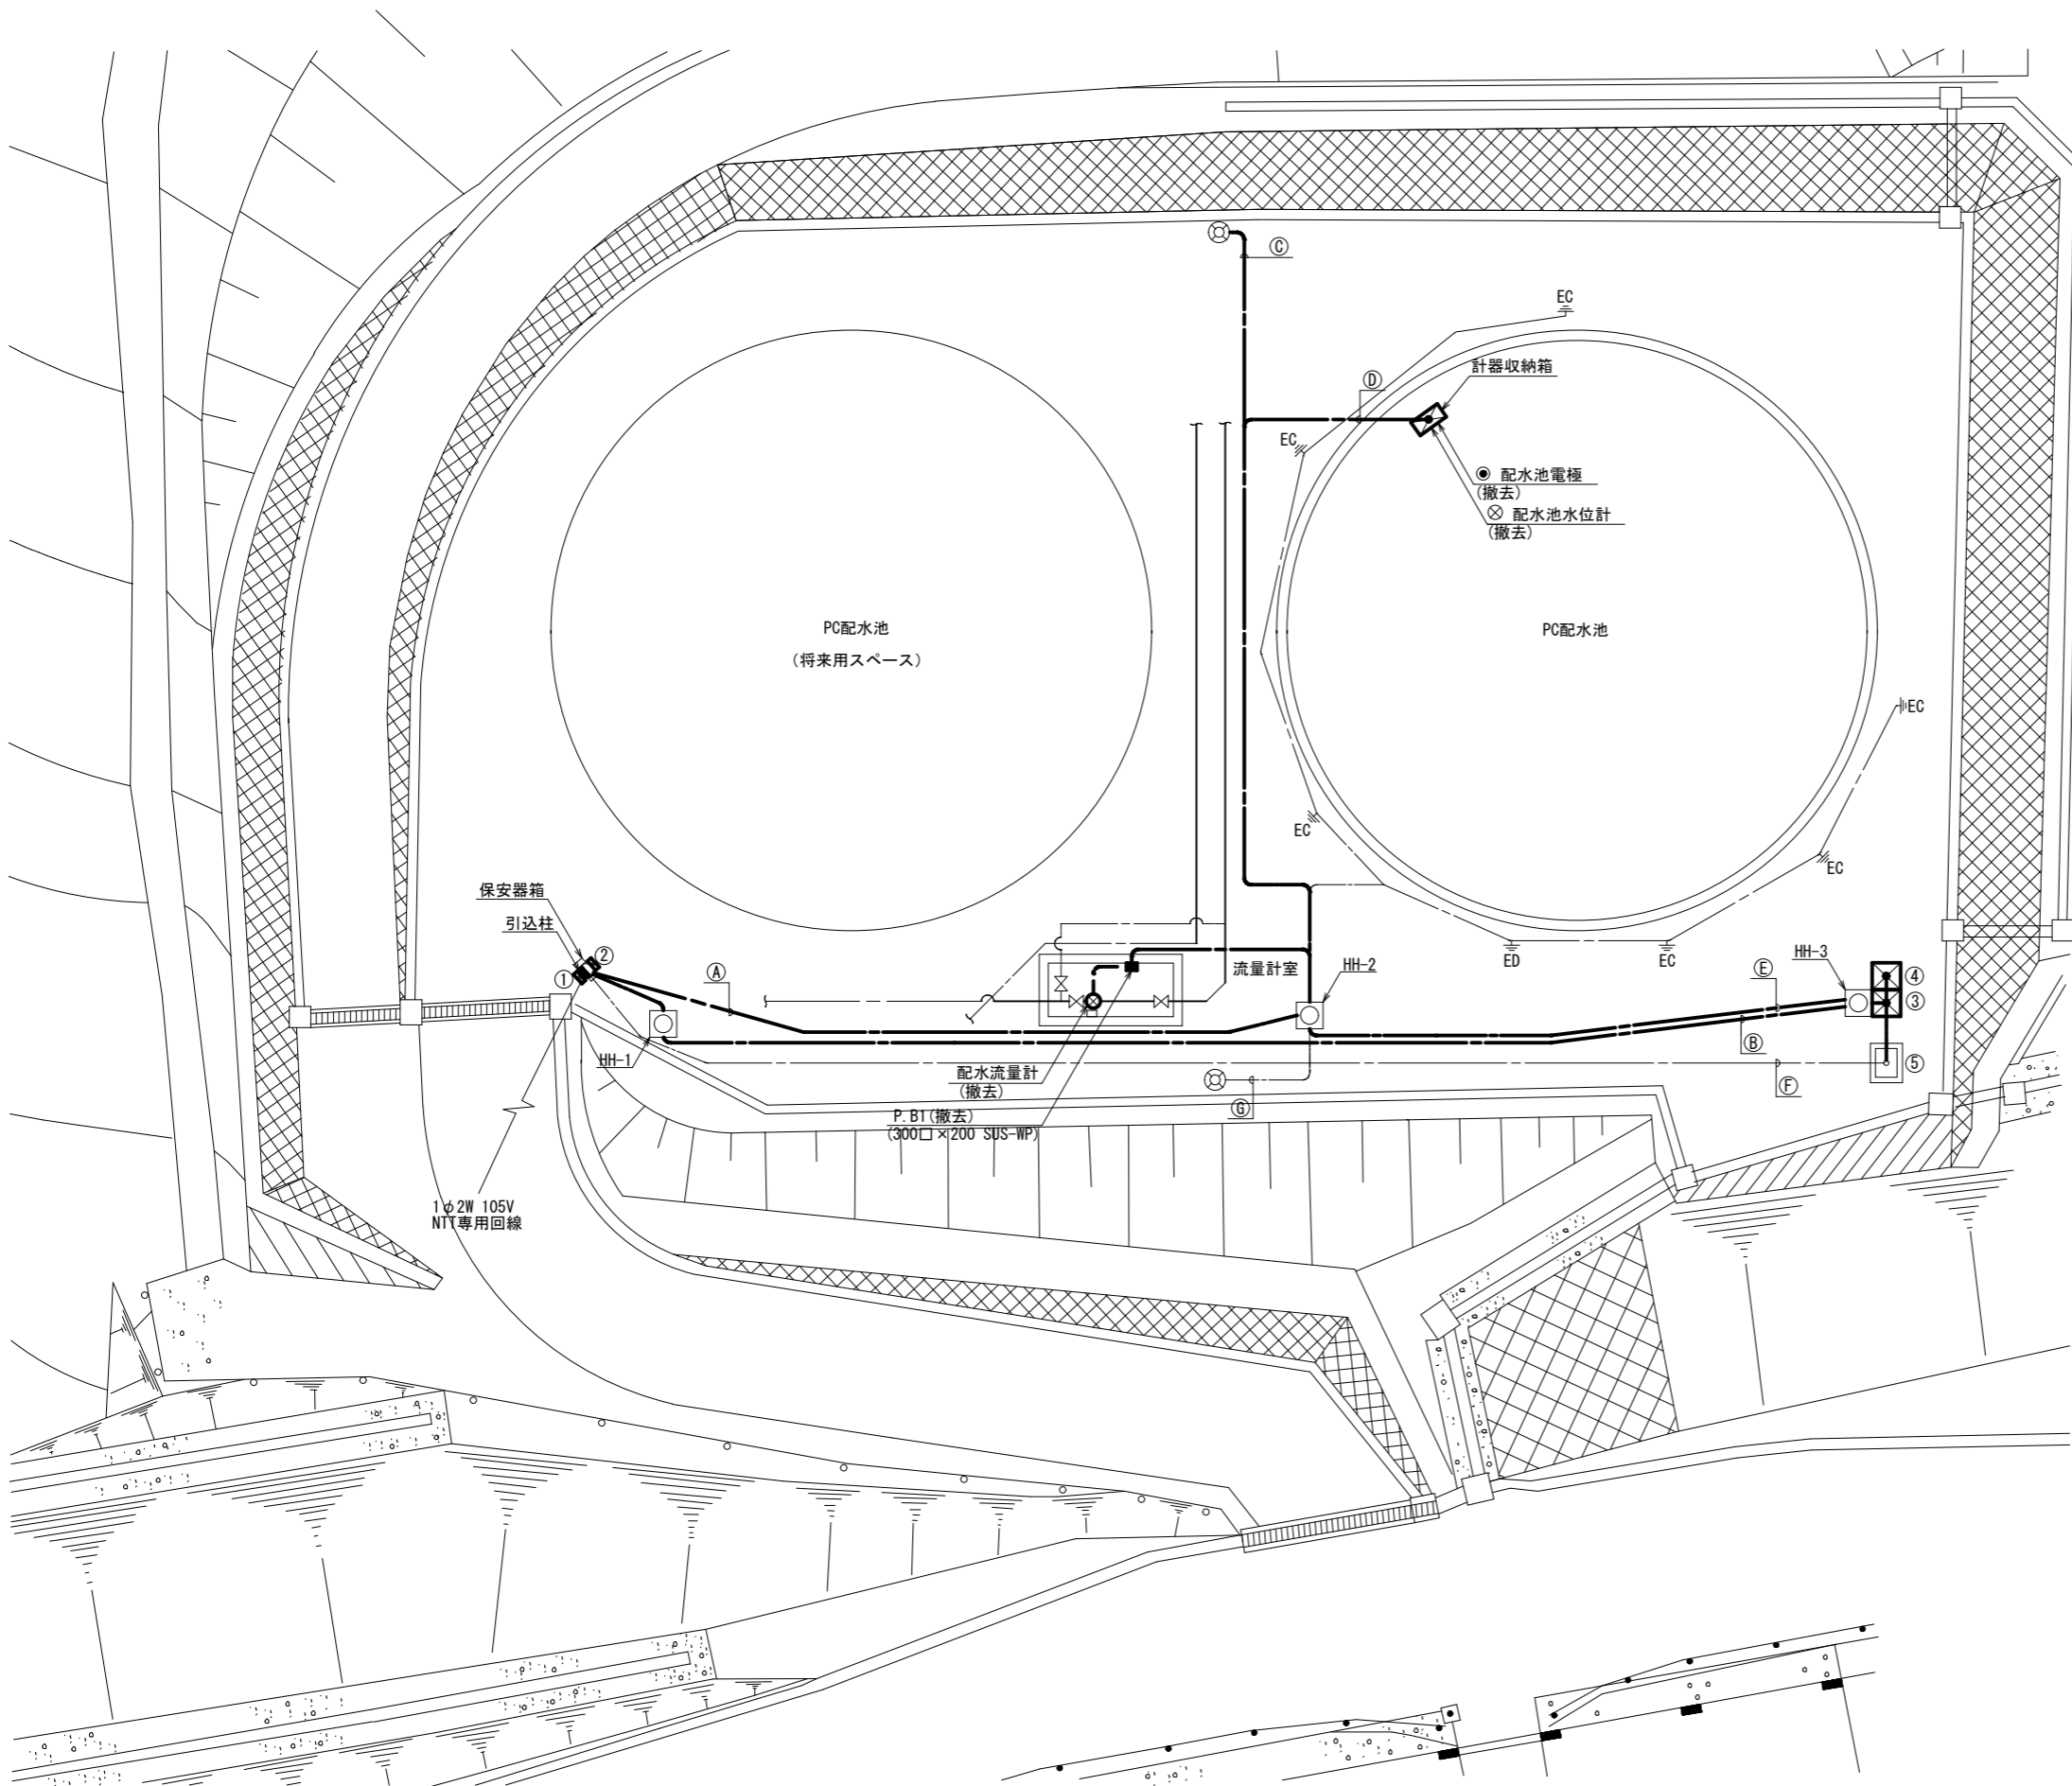 Ⓒ
EC
計器収納箱
Ⓓ
EC
配水池電極
(撤去)
配水池水位計
(撤去)
PC配水池
(将来用スペース)
PC配水池
EC
EC
EC
保安器箱
引込柱
②
①
Ⓐ
流量計室
HH-2
ED
EC
HH-3
Ⓔ
④
③
HH-1
Ⓑ
⑤
配水流量計
(撤去)
Ⓕ
Ⓖ
P.B1(撤去)
(300□×200 SUS-WP)
1φ2W 105V
NTT専用回線